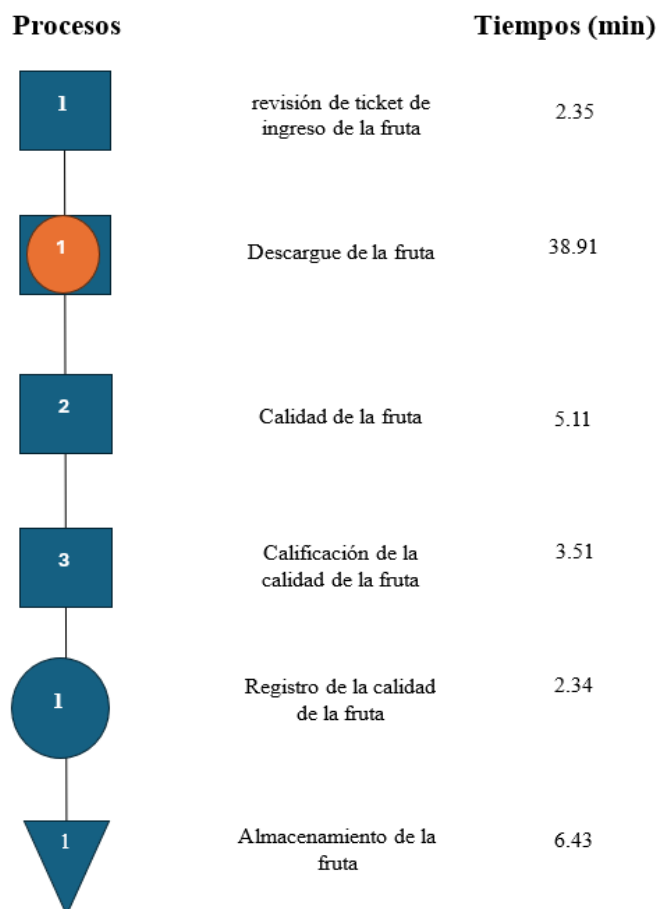 Procesos Tiempos (min)
1
revisión de ticket de
ingreso de la fruta
2.35
1
Descargue de la fruta
38.91
2
Calidad de la fruta
5.11
3
Calificación de la
calidad de la fruta
3.51
1
Registro de la calidad
de la fruta
2.34
1
Almacenamiento de la
fruta
6.43